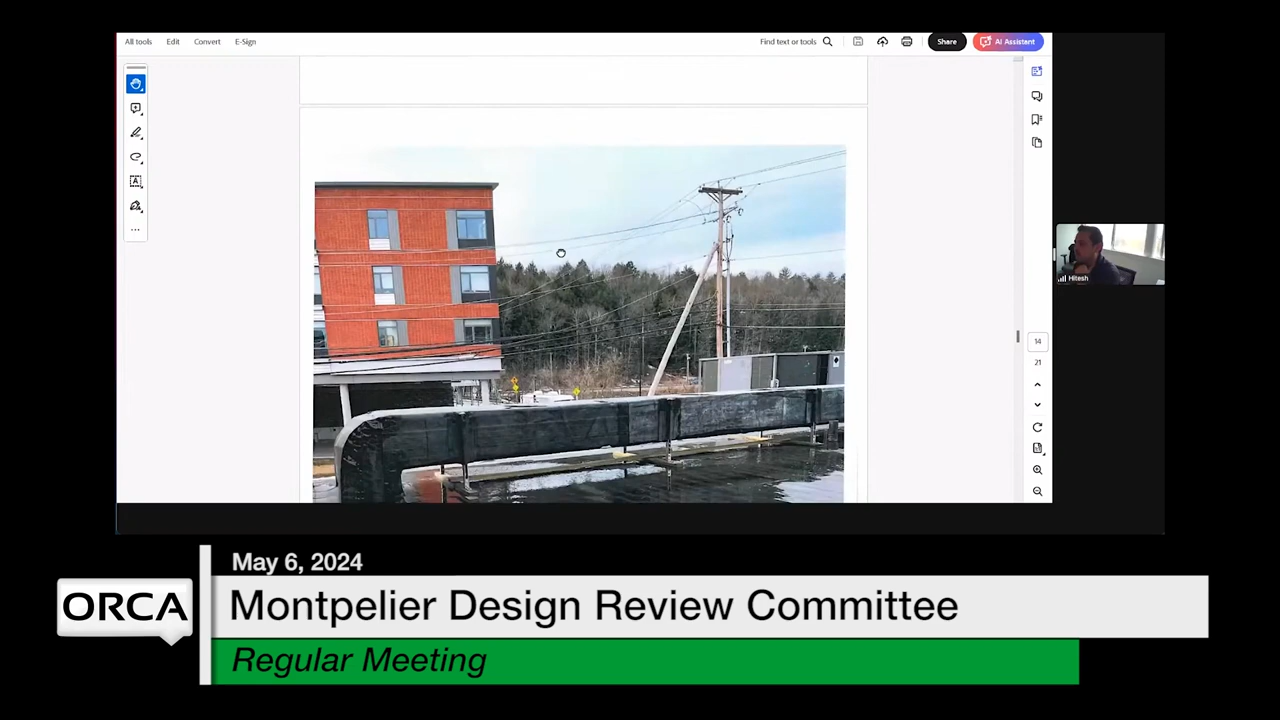 All tools Edit Convert E-Sign
Find text or tools Share AI Assistant
Hitesh
14
21
May 6, 2024
ORCA
Montpelier Design Review Committee
Regular Meeting